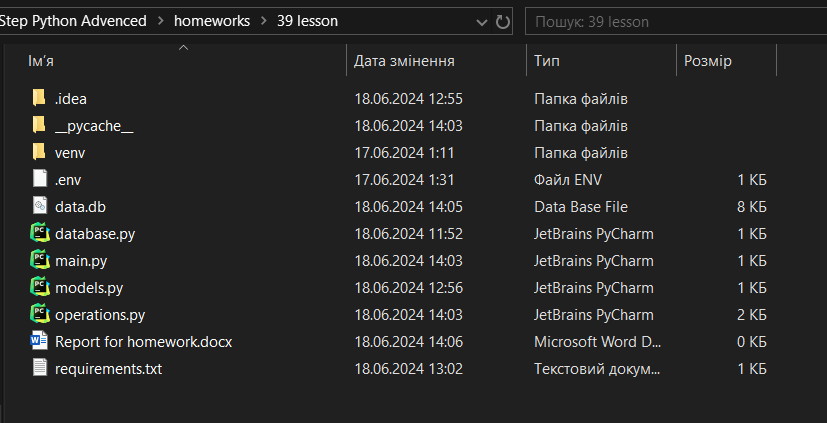 Step Python Advenced > homeworks > 39 lesson
Пошук: 39 lesson
Ім'я Дата змінення Тип Розмір
.idea 18.06.2024 12:55 Папка файлів
__pycache__ 18.06.2024 14:03 Папка файлів
venv 17.06.2024 1:11 Папка файлів
.env 17.06.2024 1:31 Файл ENV 1 КБ
data.db 18.06.2024 14:05 Data Base File 8 КБ
database.py 18.06.2024 11:52 JetBrains PyCharm 1 КБ
main.py 18.06.2024 14:03 JetBrains PyCharm 1 КБ
models.py 18.06.2024 12:56 JetBrains PyCharm 1 КБ
operations.py 18.06.2024 14:03 JetBrains PyCharm 2 КБ
Report for homework.docx 18.06.2024 14:06 Microsoft Word D... 0 КБ
requirements.txt 18.06.2024 13:02 Текстовий докум... 1 КБ